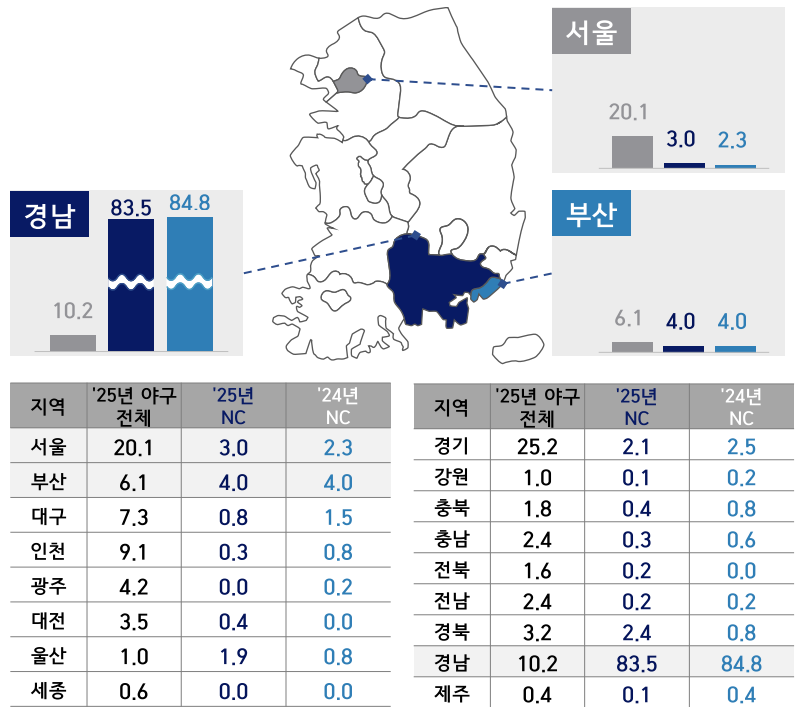 서울
20.1
3.0
2.3
경남
10.2
83.5
84.8
부산
6.1
4.0
4.0
지역 '25년 야구 전체 '25년 NC '24년 NC
서울 20.1 3.0 2.3
부산 6.1 4.0 4.0
대구 7.3 0.8 1.5
인천 9.1 0.3 0.8
광주 4.2 0.0 0.2
대전 3.5 0.4 0.0
울산 1.0 1.9 0.8
세종 0.6 0.0 0.0
지역 '25년 야구 전체 '25년 NC '24년 NC
경기 25.2 2.1 2.5
강원 1.0 0.1 0.2
충북 1.8 0.4 0.8
충남 2.4 0.3 0.6
전북 1.6 0.2 0.0
전남 2.4 0.2 0.2
경북 3.2 2.4 0.8
경남 10.2 83.5 84.8
제주 0.4 0.1 0.4